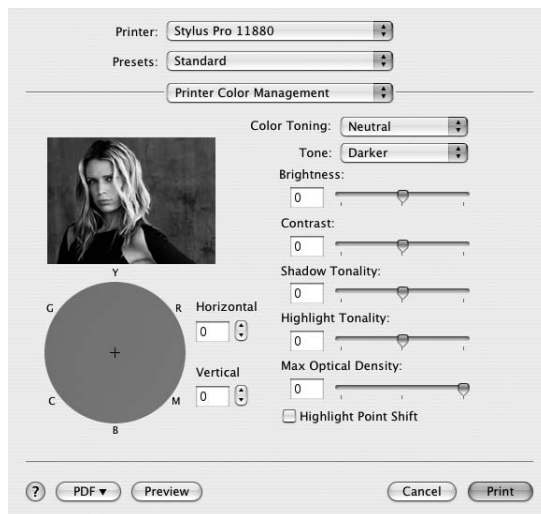 Printer: Stylus Pro 11880
Presets: Standard
Printer Color Management
Color Toning: Neutral
Tone: Darker
Brightness:
0
Contrast:
0
Shadow Tonality:
0
Highlight Tonality:
0
Max Optical Density:
0
Highlight Point Shift
Y
G R
C M
B
Horizontal
0
Vertical
0
? PDF ▼ Preview Cancel Print